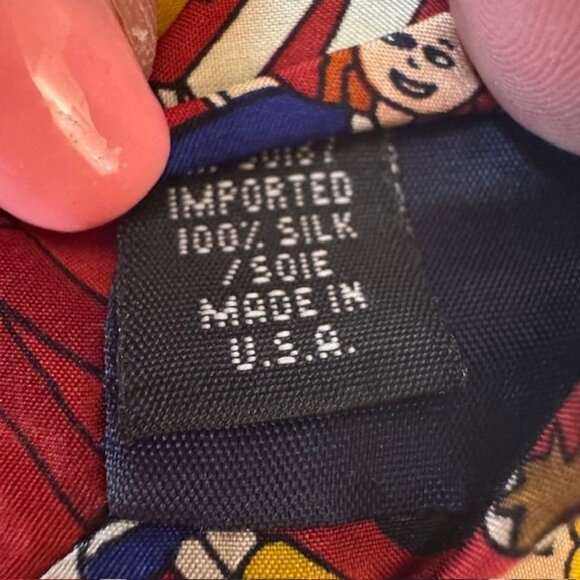 IMPORTED
100% SILK
/SOIE
MADE IN
U.S.A.